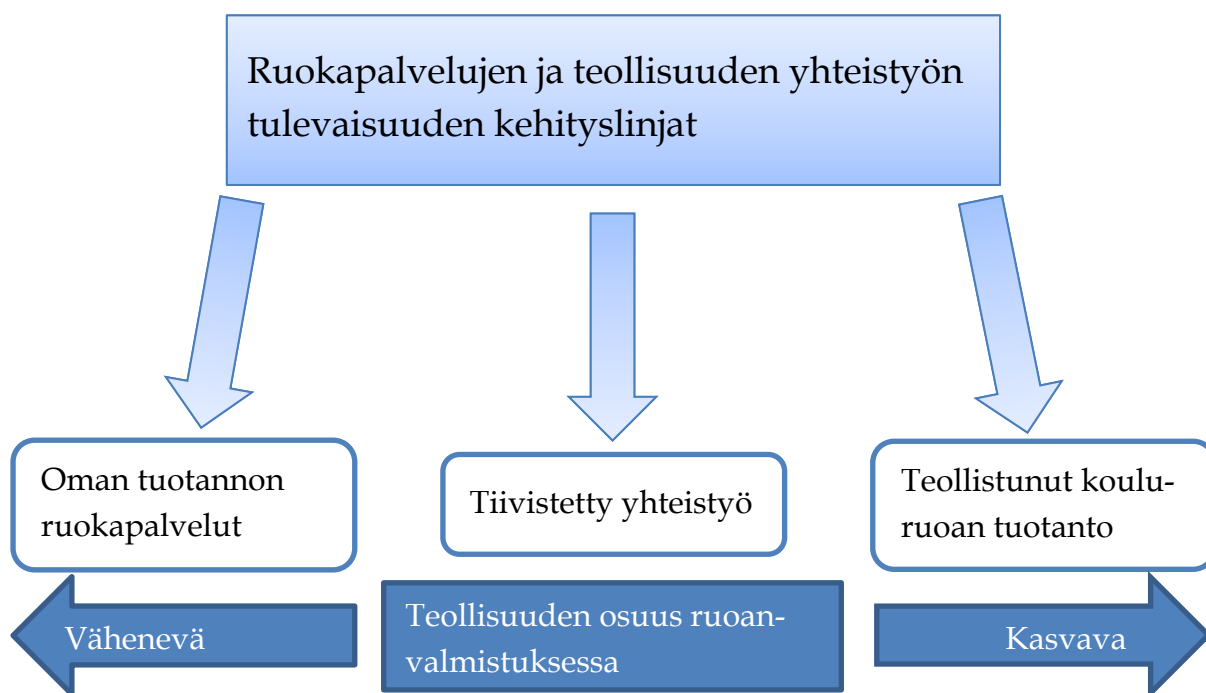 Ruokapalvelujen ja teollisuuden yhteistyön
tulevaisuuden kehityslinjat
Oman tuotannon
ruokapalvelut
Tiivistetty yhteistyö
Teollistunut koulu-
ruoan tuotanto
Vähenevä
Teollisuuden osuus ruoan-
valmistuksessa
Kasvava